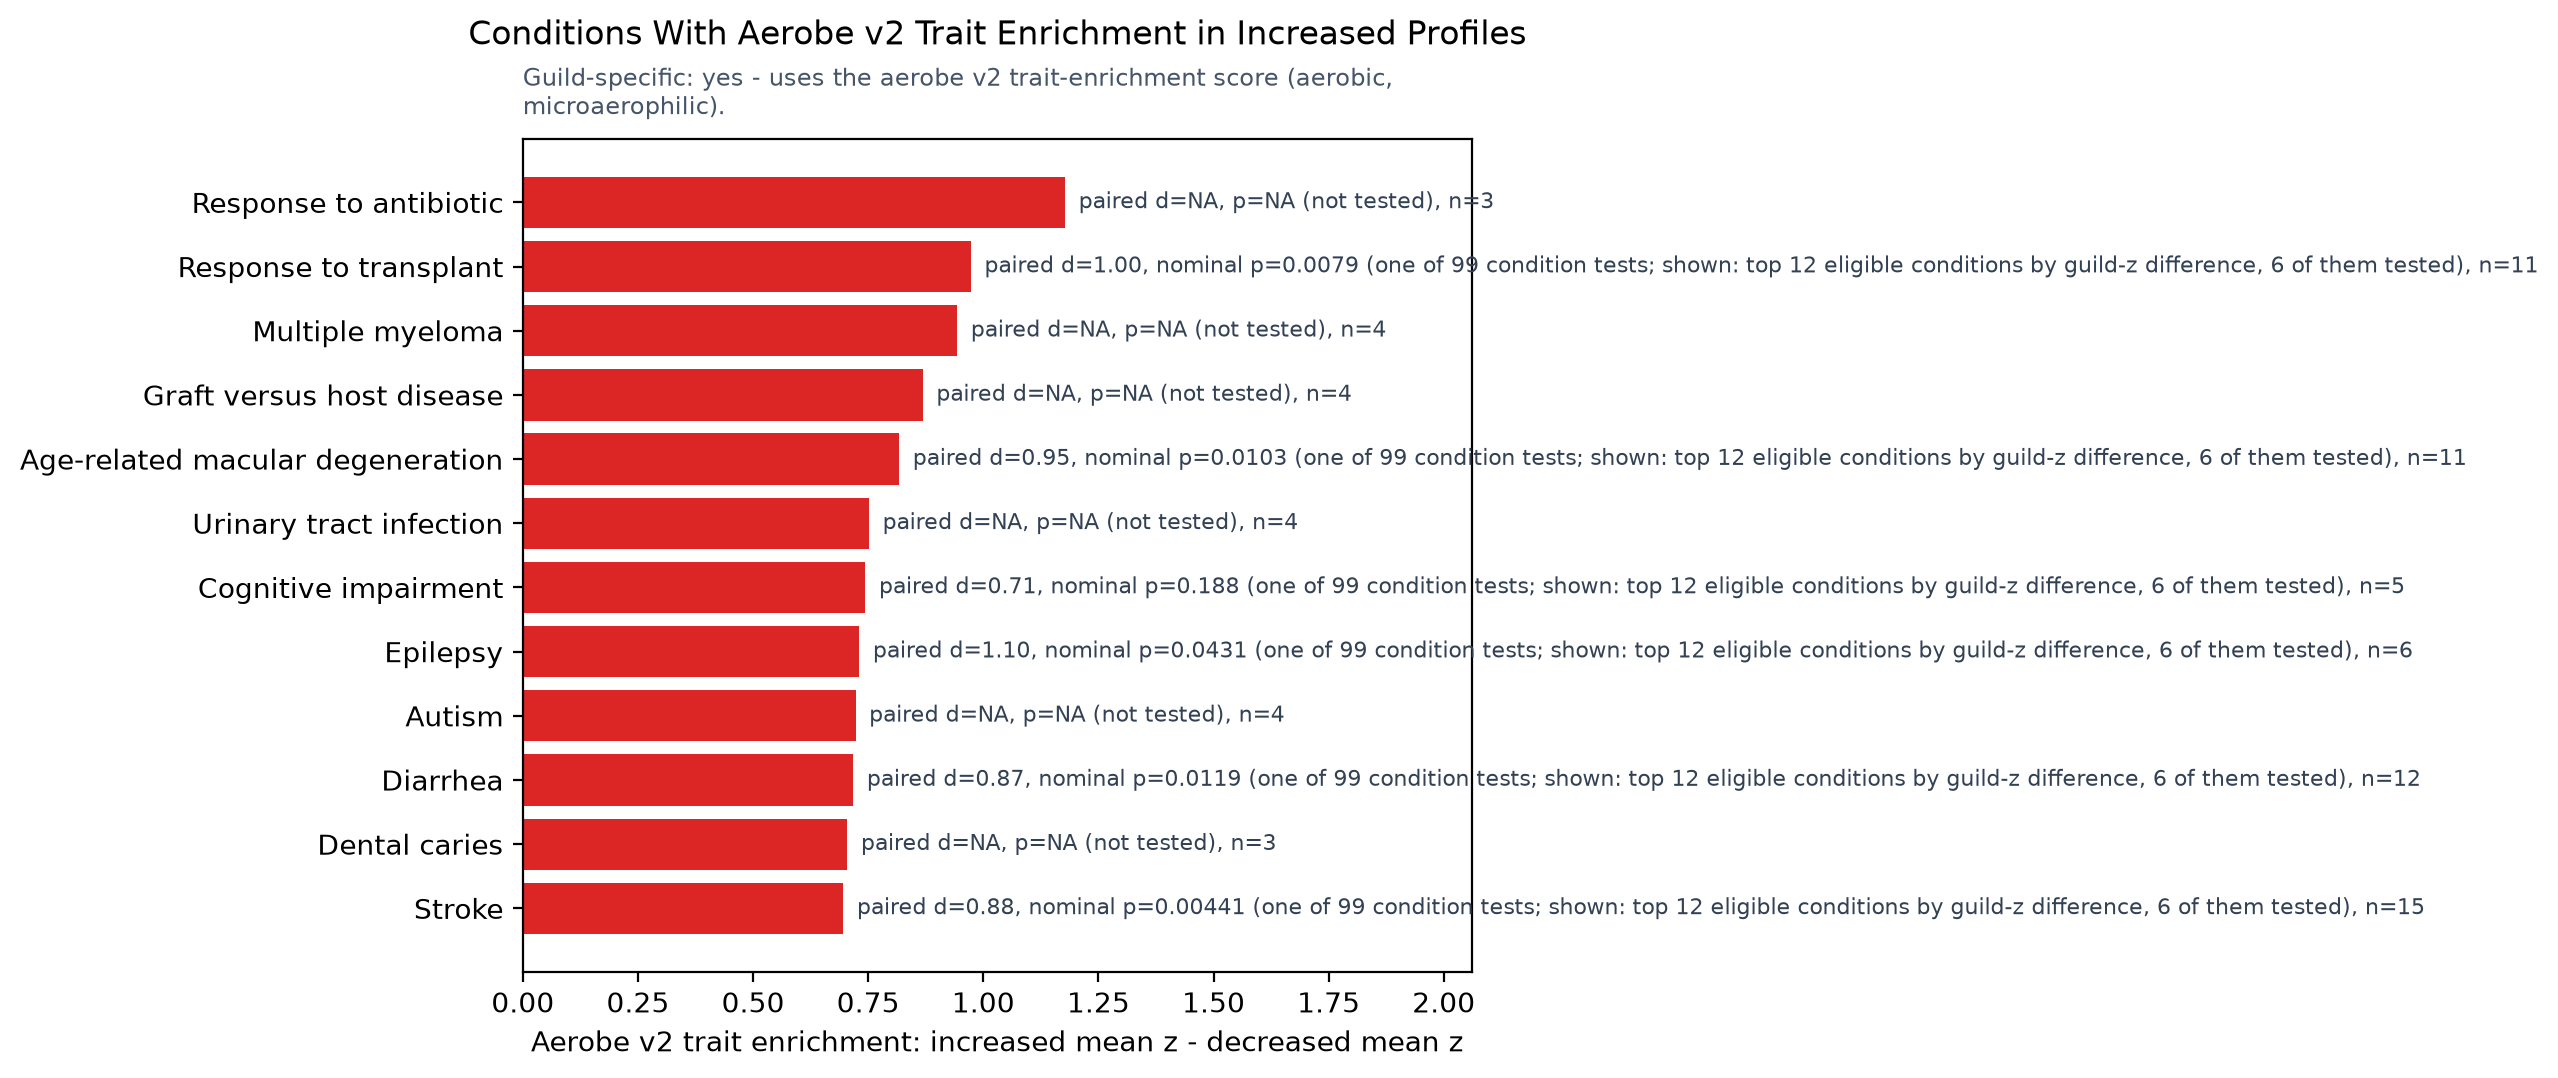 Conditions With Aerobe v2 Trait Enrichment in Increased Profiles
Guild-specific: yes - uses the aerobe v2 trait-enrichment score (aerobic,
microaerophilic).
Response to antibiotic paired d=NA, p=NA (not tested), n=3
Response to transplant paired d=1.00, nominal p=0.0079 (one of 99 condition tests; shown: top 12 eligible conditions by guild-z difference, 6 of them tested), n=11
Multiple myeloma paired d=NA, p=NA (not tested), n=4
Graft versus host disease paired d=NA, p=NA (not tested), n=4
Age-related macular degeneration paired d=0.95, nominal p=0.0103 (one of 99 condition tests; shown: top 12 eligible conditions by guild-z difference, 6 of them tested), n=11
Urinary tract infection paired d=NA, p=NA (not tested), n=4
Cognitive impairment paired d=0.71, nominal p=0.188 (one of 99 condition tests; shown: top 12 eligible conditions by guild-z difference, 6 of them tested), n=5
Epilepsy paired d=1.10, nominal p=0.0431 (one of 99 condition tests; shown: top 12 eligible conditions by guild-z difference, 6 of them tested), n=6
Autism paired d=NA, p=NA (not tested), n=4
Diarrhea paired d=0.87, nominal p=0.0119 (one of 99 condition tests; shown: top 12 eligible conditions by guild-z difference, 6 of them tested), n=12
Dental caries paired d=NA, p=NA (not tested), n=3
Stroke paired d=0.88, nominal p=0.00441 (one of 99 condition tests; shown: top 12 eligible conditions by guild-z difference, 6 of them tested), n=15
0.00 0.25 0.50 0.75 1.00 1.25 1.50 1.75 2.00
Aerobe v2 trait enrichment: increased mean z - decreased mean z